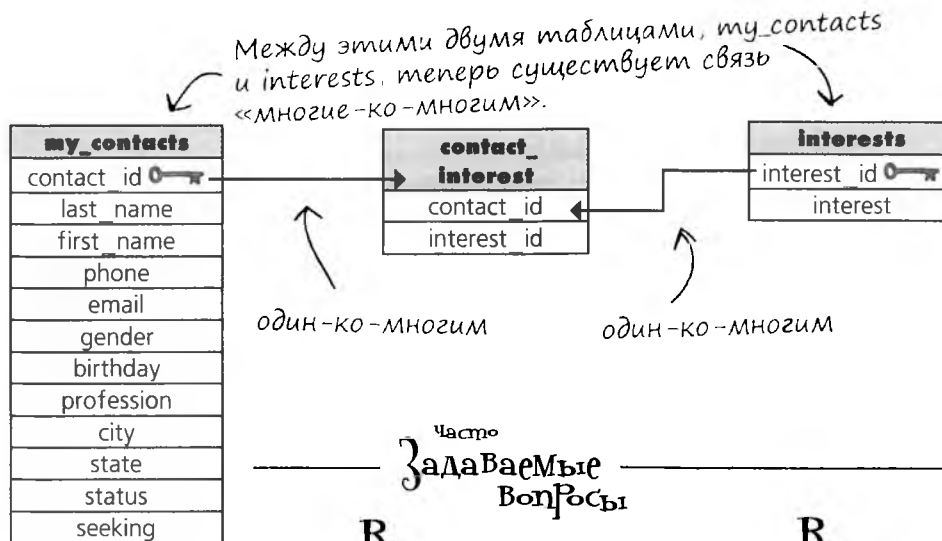 Между этими двумя таблицами, my_contacts
и interests, теперь существует связь
«многие-ко-многим».
my_contacts
contact_id
last_name
first_name
phone
email
gender
birthday
profession
city
state
status
seeking
contact_
interest
contact_id
interest_id
interests
interest_id
interest
один-ко-многим
один-ко-многим
Часто
Задаваемые
Вопросы